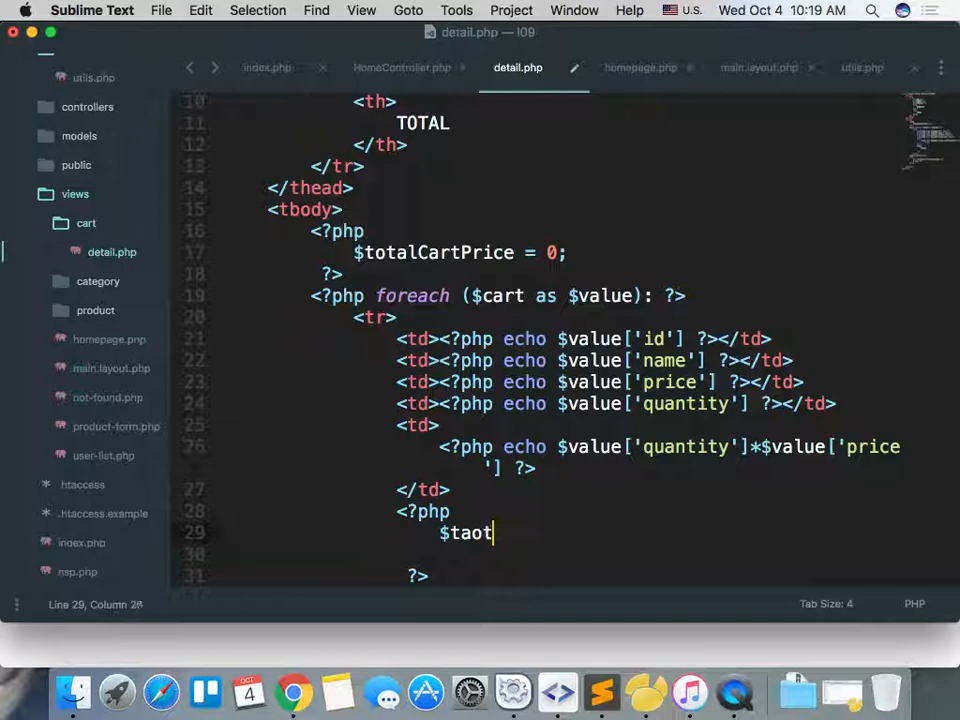 Sublime Text File Edit Selection Find View Goto Tools Project Window Help U.S. Wed Oct 4 10:19 AM
detail.php — l09
index.php HomeController.php detail.php homepage.php main.layout.php utils.php
utils.php
controllers
models
public
views
cart
detail.php
category
product
homepage.pnp
main.layout.php
not-found.php
product-form.php
user-list.php
.htaccess
.htaccess.example
index.php
nsp.php
10 <th>
11 TOTAL
12 </th>
13 </tr>
14 </thead>
15 <tbody>
16 <?php
17 $totalCartPrice = 0;
18 ?>
19 <?php foreach ($cart as $value): ?>
20 <tr>
21 <td><?php echo $value['id'] ?></td>
22 <td><?php echo $value['name'] ?></td>
23 <td><?php echo $value['price'] ?></td>
24 <td><?php echo $value['quantity'] ?></td>
25 <td>
26 <?php echo $value['quantity']*$value['price
'] ?>
27 </td>
28 <?php
29 $taot
30
31 ?>
Line 29, Column 28 Tab Size: 4 PHP
OCT
4